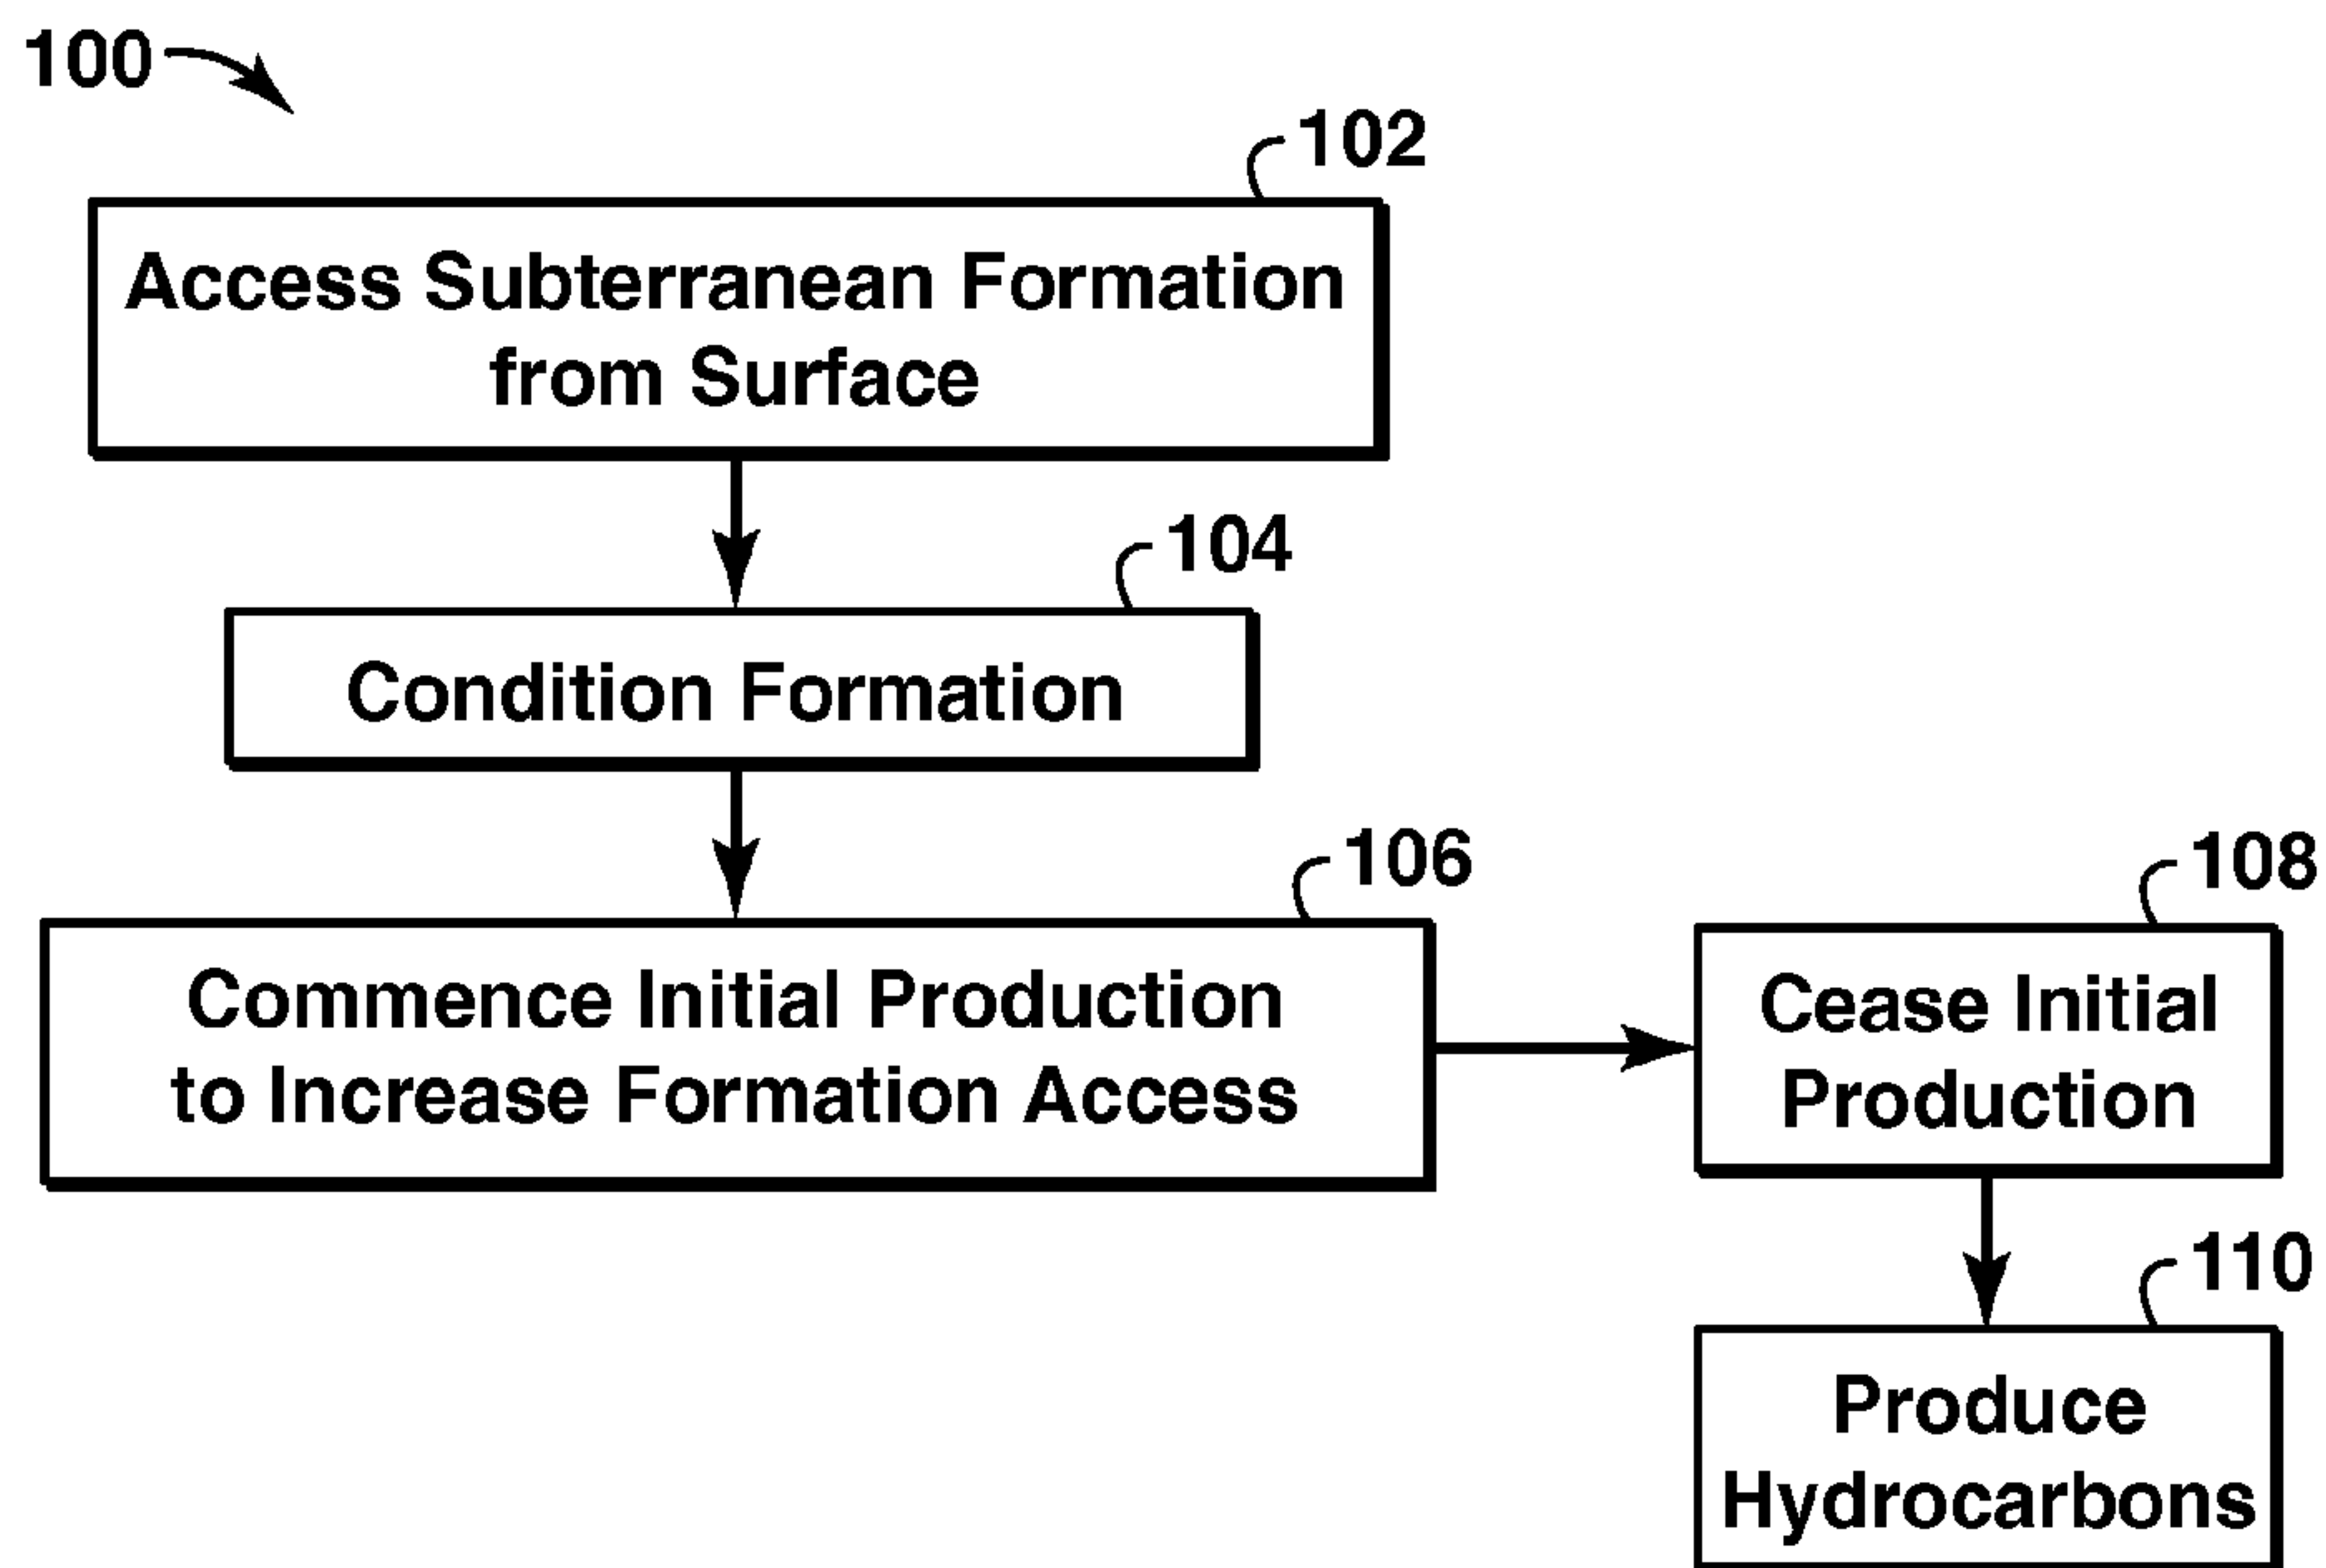 100
102
Access Subterranean Formation
from Surface
104
Condition Formation
106
Commence Initial Production
to Increase Formation Access
108
Cease Initial
Production
110
Produce
Hydrocarbons